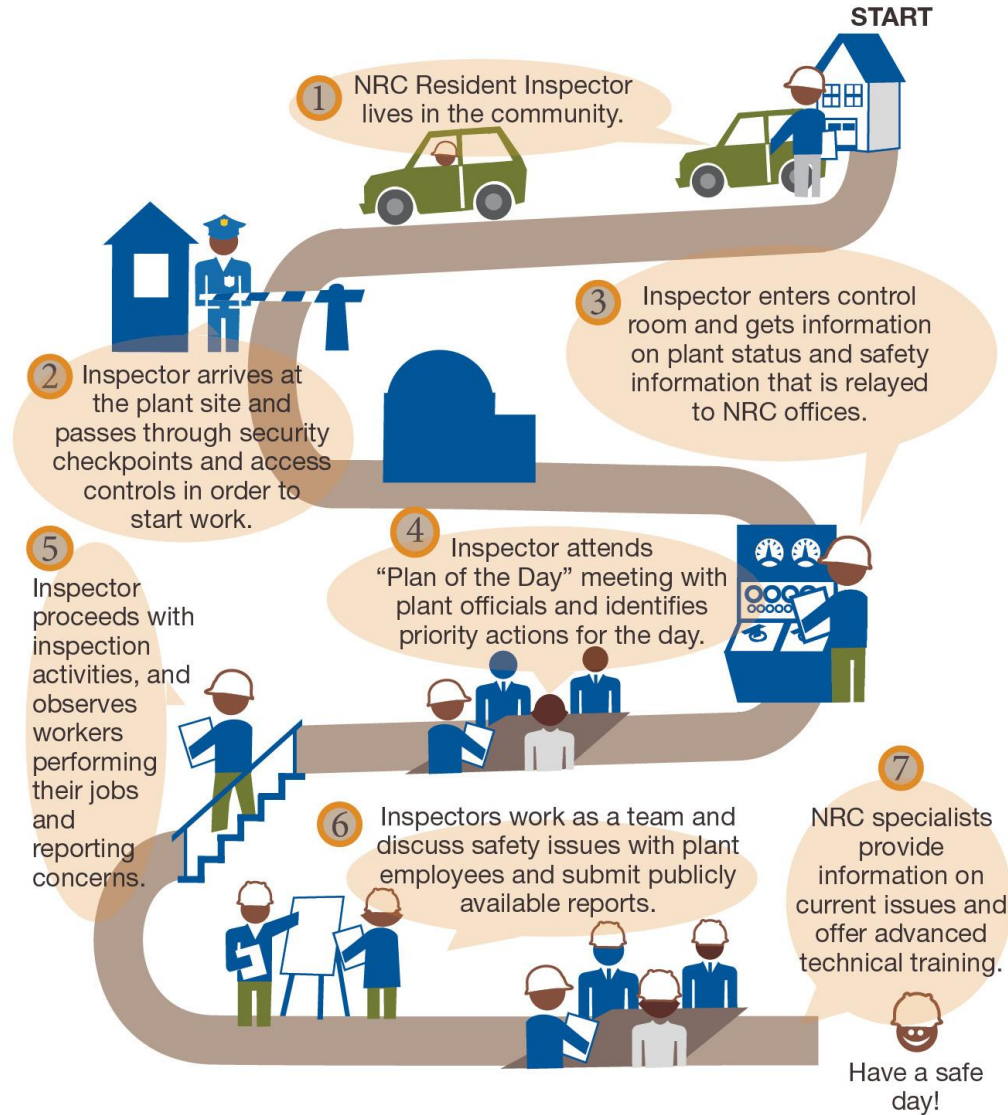 START
1
NRC Resident Inspector
lives in the community.
2
Inspector arrives at
the plant site and
passes through security
checkpoints and access
controls in order to
start work.
3
Inspector enters control
room and gets information
on plant status and safety
information that is relayed
to NRC offices.
4
Inspector attends
“Plan of the Day” meeting with
plant officials and identifies
priority actions for the day.
5
Inspector
proceeds with
inspection
activities, and
observes
workers
performing
their jobs
and
reporting
concerns.
6
Inspectors work as a team and
discuss safety issues with plant
employees and submit publicly
available reports.
7
NRC specialists
provide
information on
current issues and
offer advanced
technical training.
Have a safe
day!